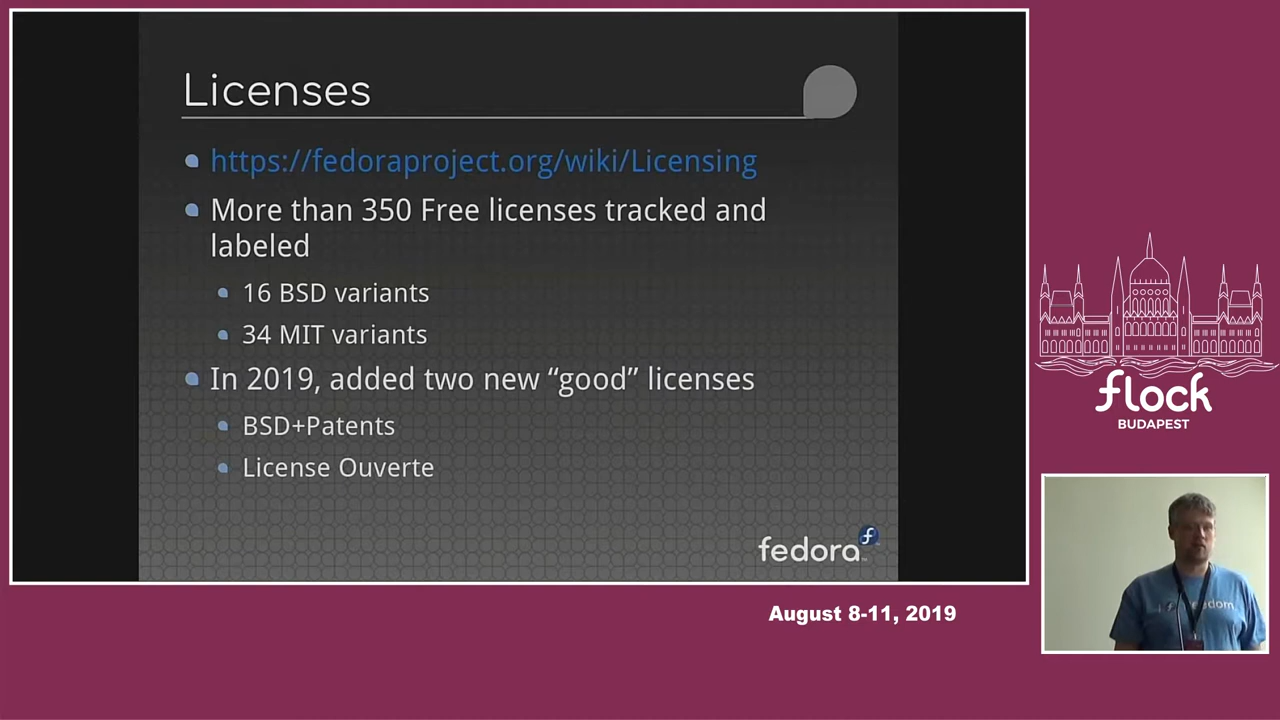 Licenses
https://fedoraproject.org/wiki/Licensing
More than 350 Free licenses tracked and
labeled
16 BSD variants
34 MIT variants
In 2019, added two new “good” licenses
BSD+Patents
License Ouverte
fedora
flock
BUDAPEST
August 8-11, 2019